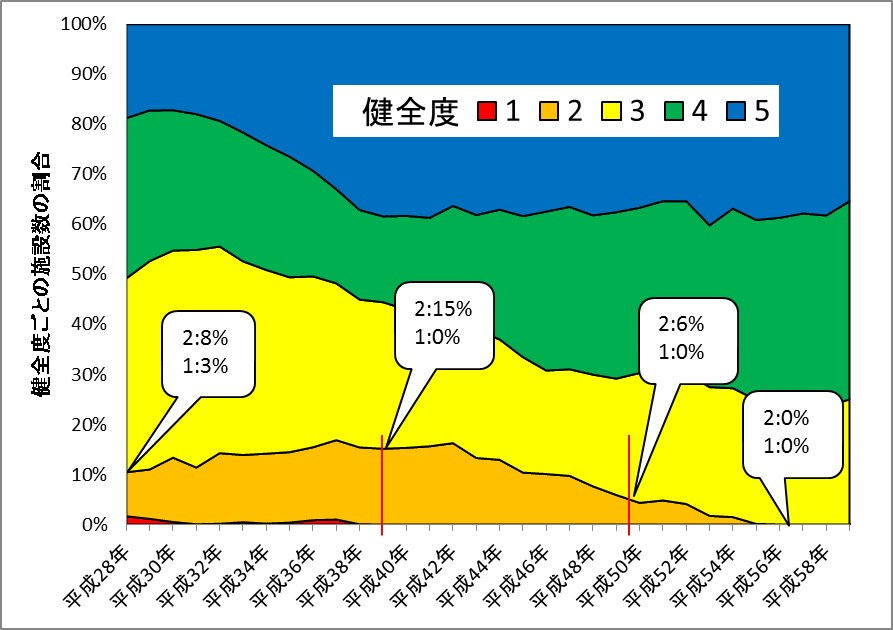 100%
90%
80%
70%
60%
50%
40%
30%
20%
10%
0%
健全度ごとの施設数の割合
健全度 1 2 3 4 5
2:8%
1:3%
2:15%
1:0%
2:6%
1:0%
2:0%
1:0%
平成28年
平成30年
平成32年
平成34年
平成36年
平成38年
平成40年
平成42年
平成44年
平成46年
平成48年
平成50年
平成52年
平成54年
平成56年
平成58年